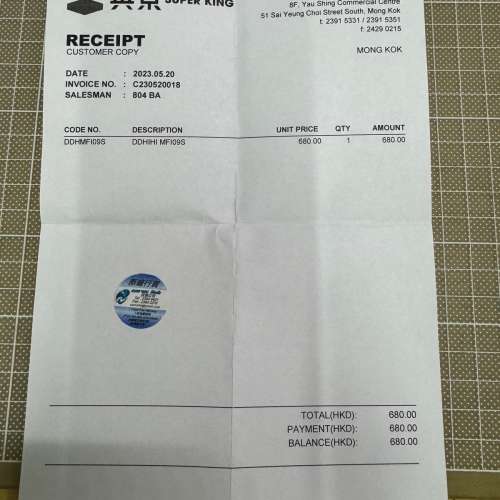 SUPER KING
8F, Yau Shing Commercial Centre
51 Sai Yeung Choi Street South, Mong Kok
t: 2391 5331 / 2391 5351
f: 2429 0215
RECEIPT
CUSTOMER COPY
MONG KOK
DATE : 2023.05.20
INVOICE NO. : C230520018
SALESMAN : 804 BA
CODE NO. DESCRIPTION UNIT PRICE QTY AMOUNT
DDHMFI09S DDHIHI MFI09S 680.00 1 680.00
TOTAL(HKD): 680.00
PAYMENT(HKD): 680.00
BALANCE(HKD): 680.00